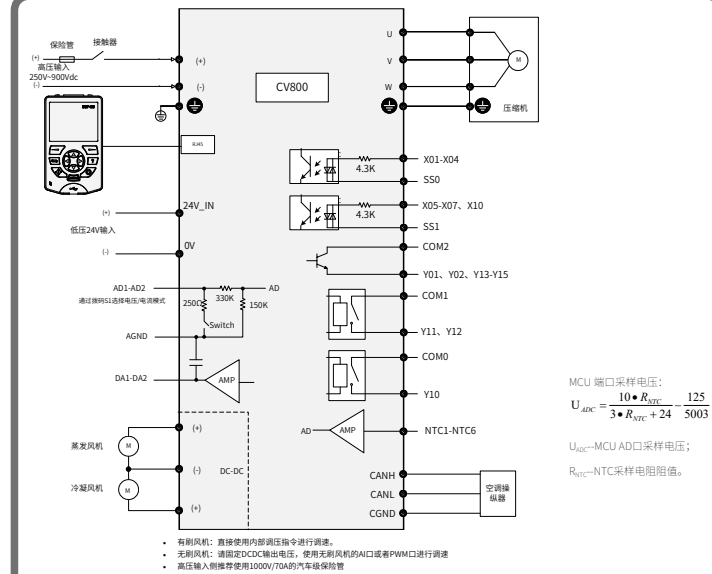 保险管
接触器
(+)
高压输入
250V~900Vdc
(-)
(+)
(-)
CV800
U
V
W
M
压缩机
RJ45
24V_IN
(+)
低压24V输入
(-)
0V
4.3K
X01-X04
SS0
4.3K
X05-X07、X10
SS1
COM2
Y01、Y02、Y13-Y15
AD1-AD2
通过拨码S1选择电压/电流模式
250Ω
330K
AD
150K
Switch
AGND
DA1-DA2
AMP
COM1
Y11、Y12
COM0
Y10
AD
AMP
NTC1-NTC6
(+)
蒸发风机
M
(-)
DC-DC
冷凝风机
M
(+)
CANH
CANL
CGND
空调操
纵器
MCU 端口采样电压：
U_ADC = 10 • R_NTC / 3 • R_NTC + 24 − 125 / 5003
U_ADC--MCU AD口采样电压；
R_NTC--NTC采样电阻阻值。
• 有刷风机：直接使用内部调压指令进行调速。
• 无刷风机：请固定DCDC输出电压，使用无刷风机的AI口或者PWM口进行调速
• 高压输入侧推荐使用1000V/70A的汽车级保险管